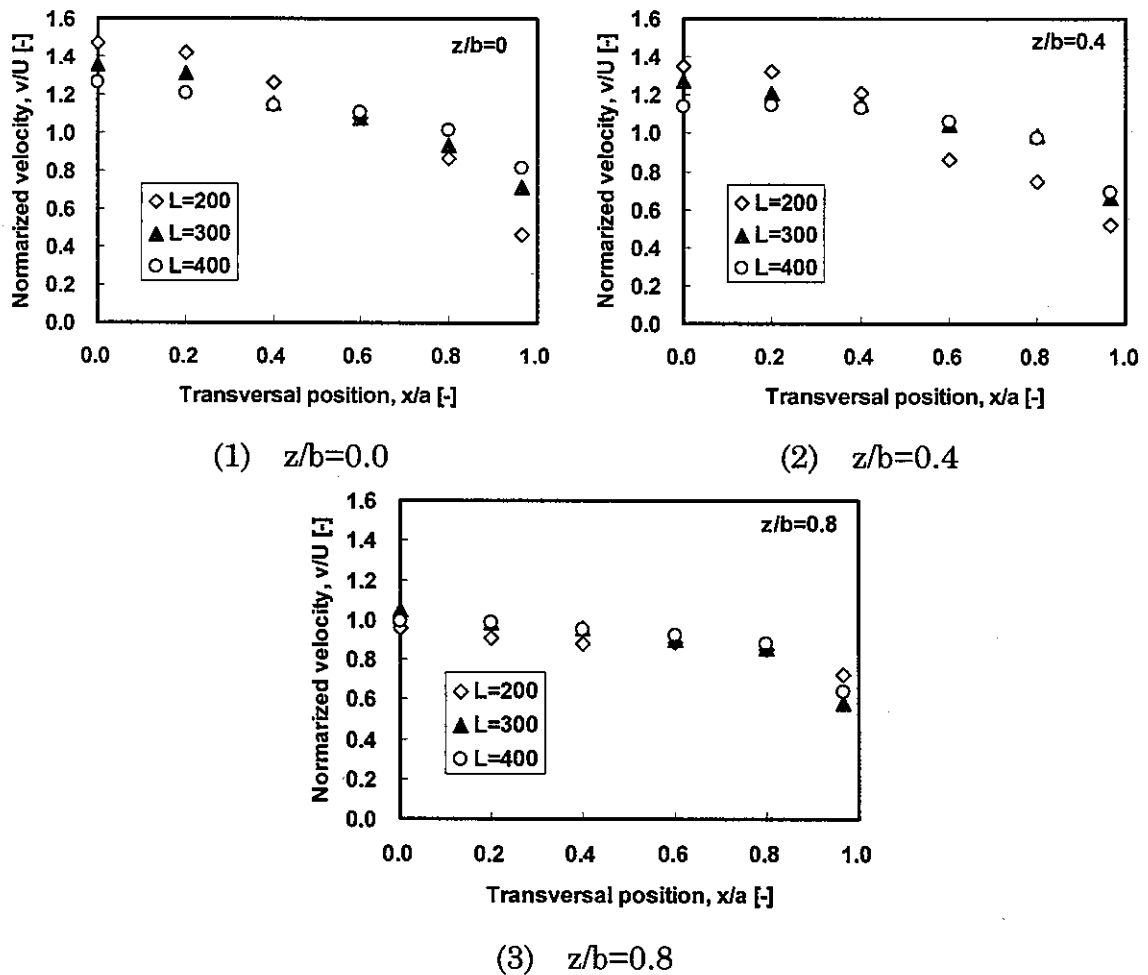 1.6
1.4
1.2
1.0
0.8
0.6
0.4
0.2
0.0
Normarized velocity, v/U [-]
z/b=0
L=200
L=300
L=400
0.0 0.2 0.4 0.6 0.8 1.0
Transversal position, x/a [-]
(1) z/b=0.0
1.6
1.4
1.2
1.0
0.8
0.6
0.4
0.2
0.0
Normarized velocity, v/U [-]
z/b=0.4
L=200
L=300
L=400
0.0 0.2 0.4 0.6 0.8 1.0
Transversal position, x/a [-]
(2) z/b=0.4
1.6
1.4
1.2
1.0
0.8
0.6
0.4
0.2
0.0
Normarized velocity, v/U [-]
z/b=0.8
L=200
L=300
L=400
0.0 0.2 0.4 0.6 0.8 1.0
Transversal position, x/a [-]
(3) z/b=0.8